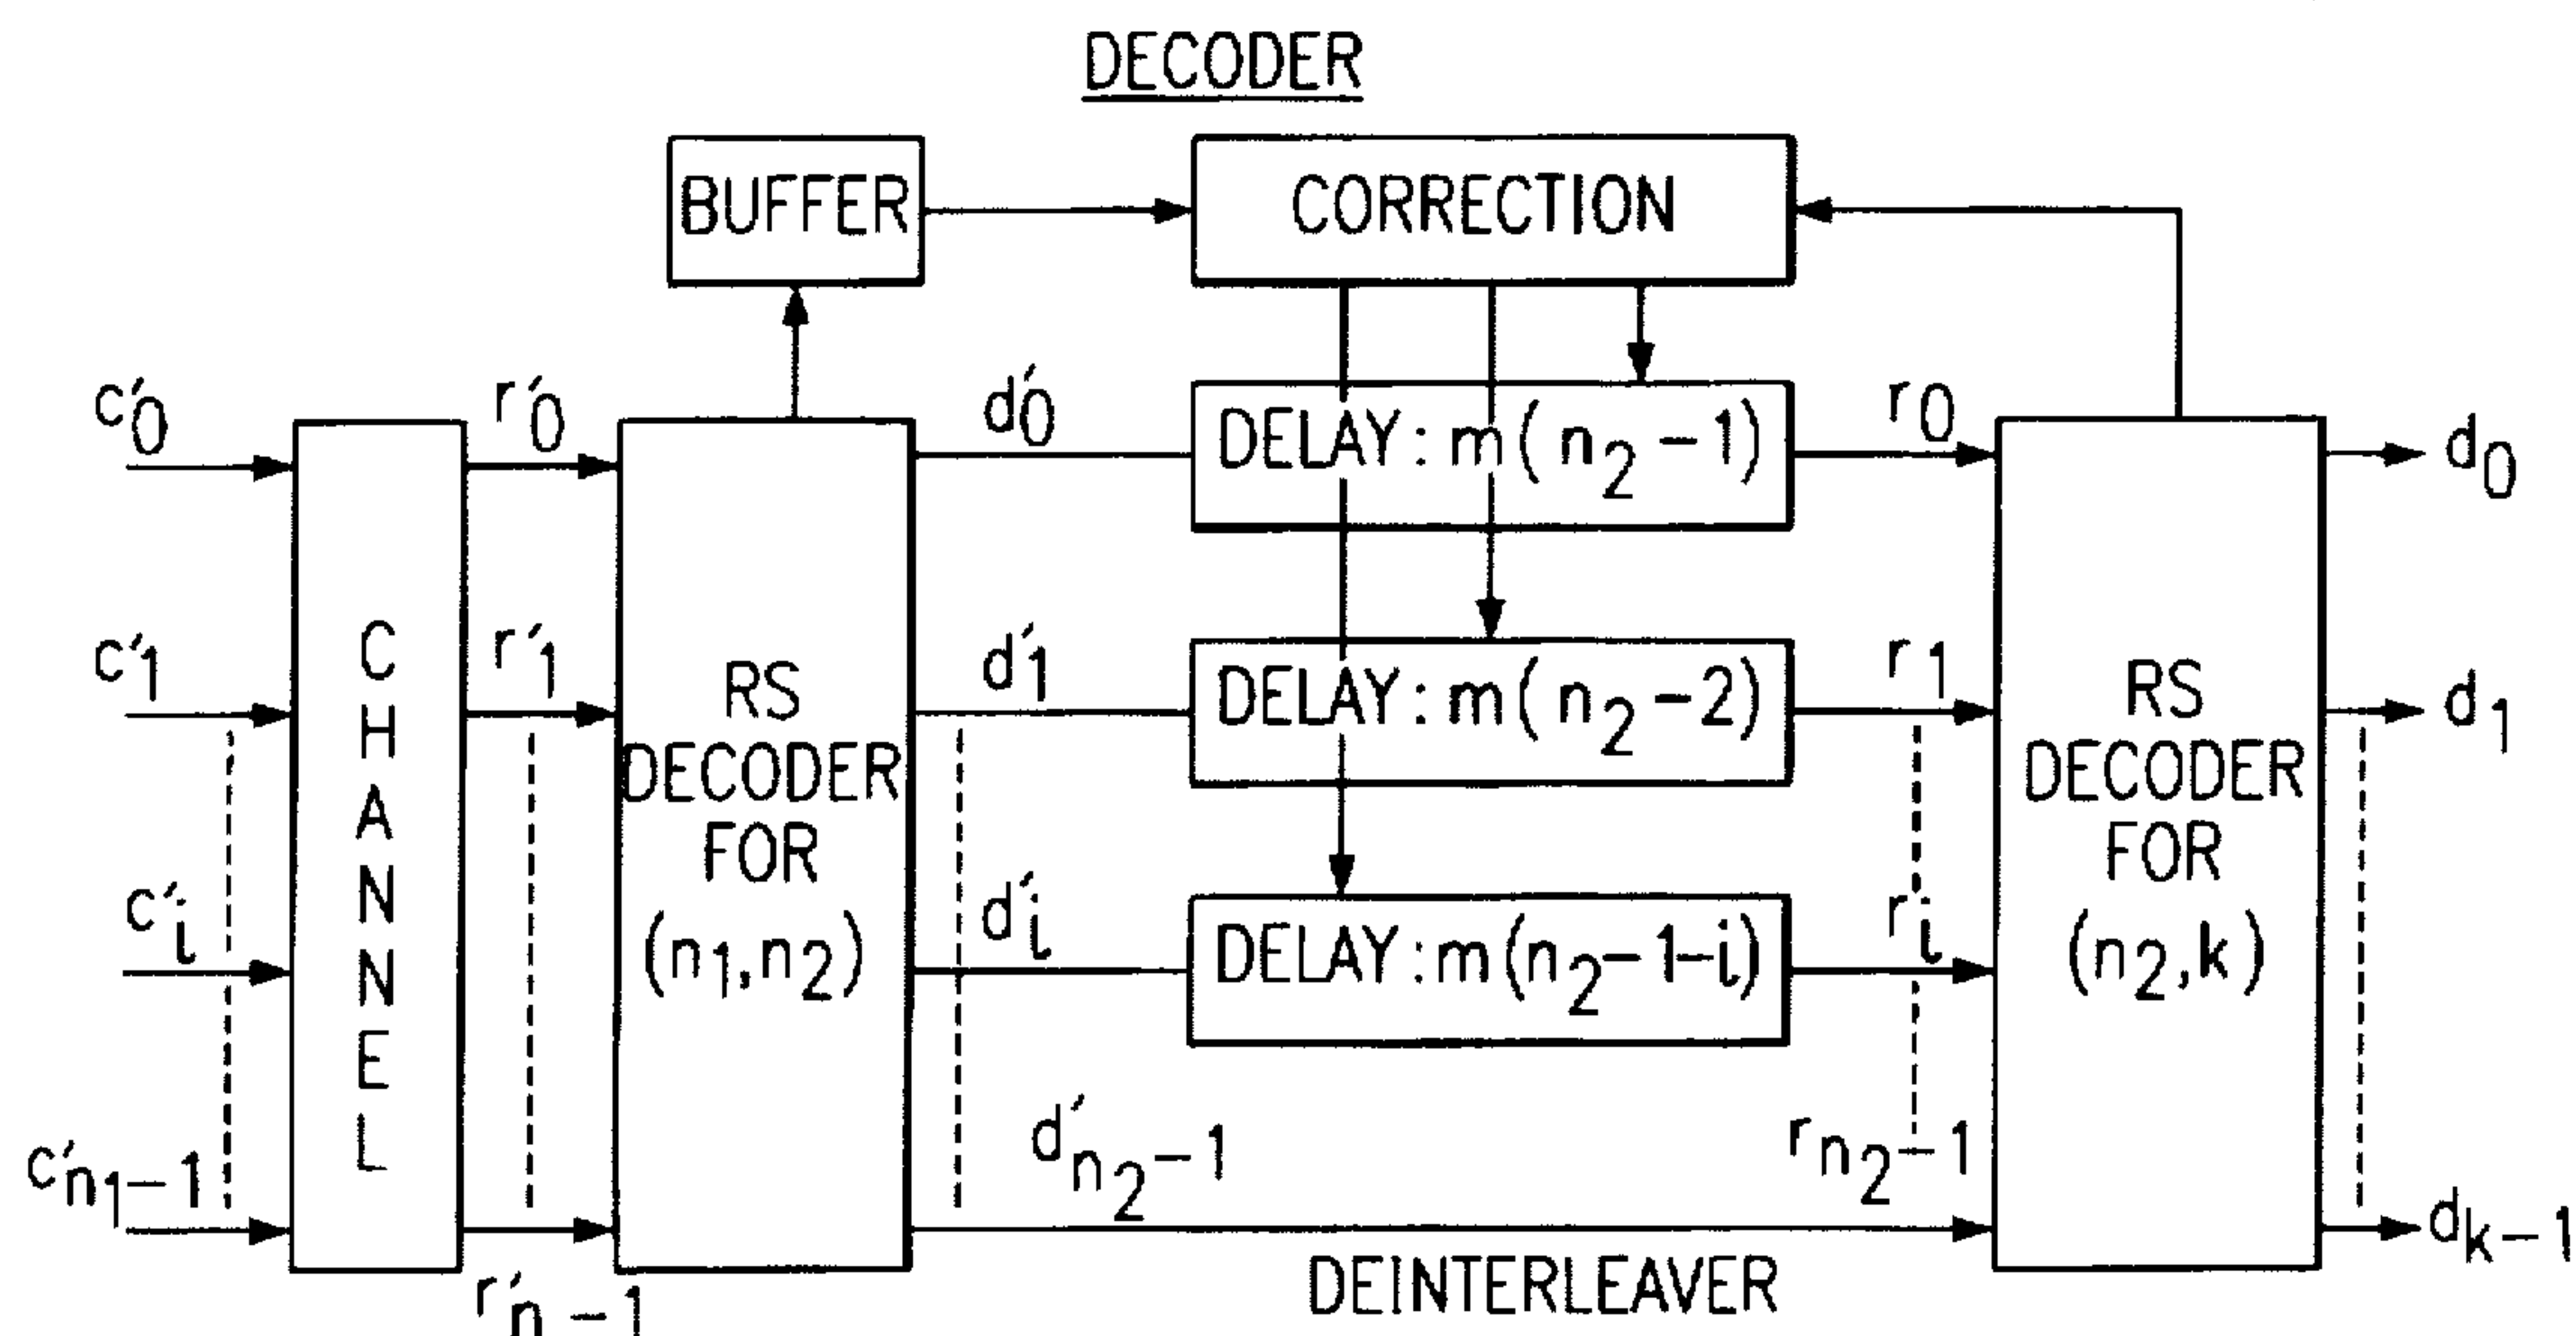 DECODER
BUFFER
CORRECTION
c'0
r'0
d'0
DELAY: m(n2-1)
r0
d0
c'1
r'1
d'1
DELAY: m(n2-2)
r1
d1
CHANNEL
RS
DECODER
FOR
(n1,n2)
RS
DECODER
FOR
(n2,k)
c'i
d'i
DELAY: m(n2-1-i)
ri
c'n1-1
d'n2-1
rn2-1
dk-1
r'n-1
DEINTERLEAVER